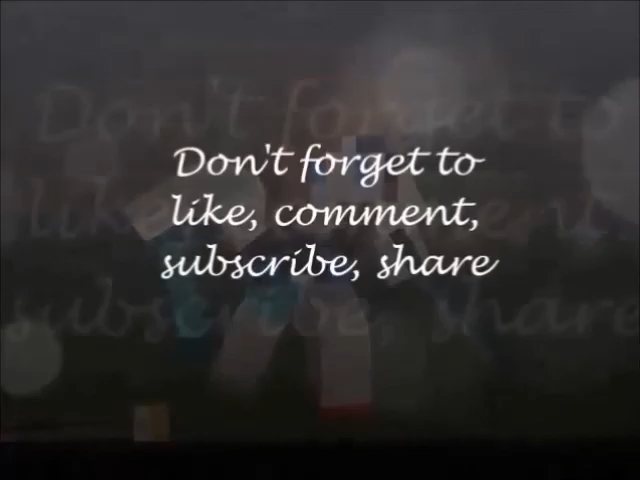 Don't forget to
like, comment,
subscribe, share